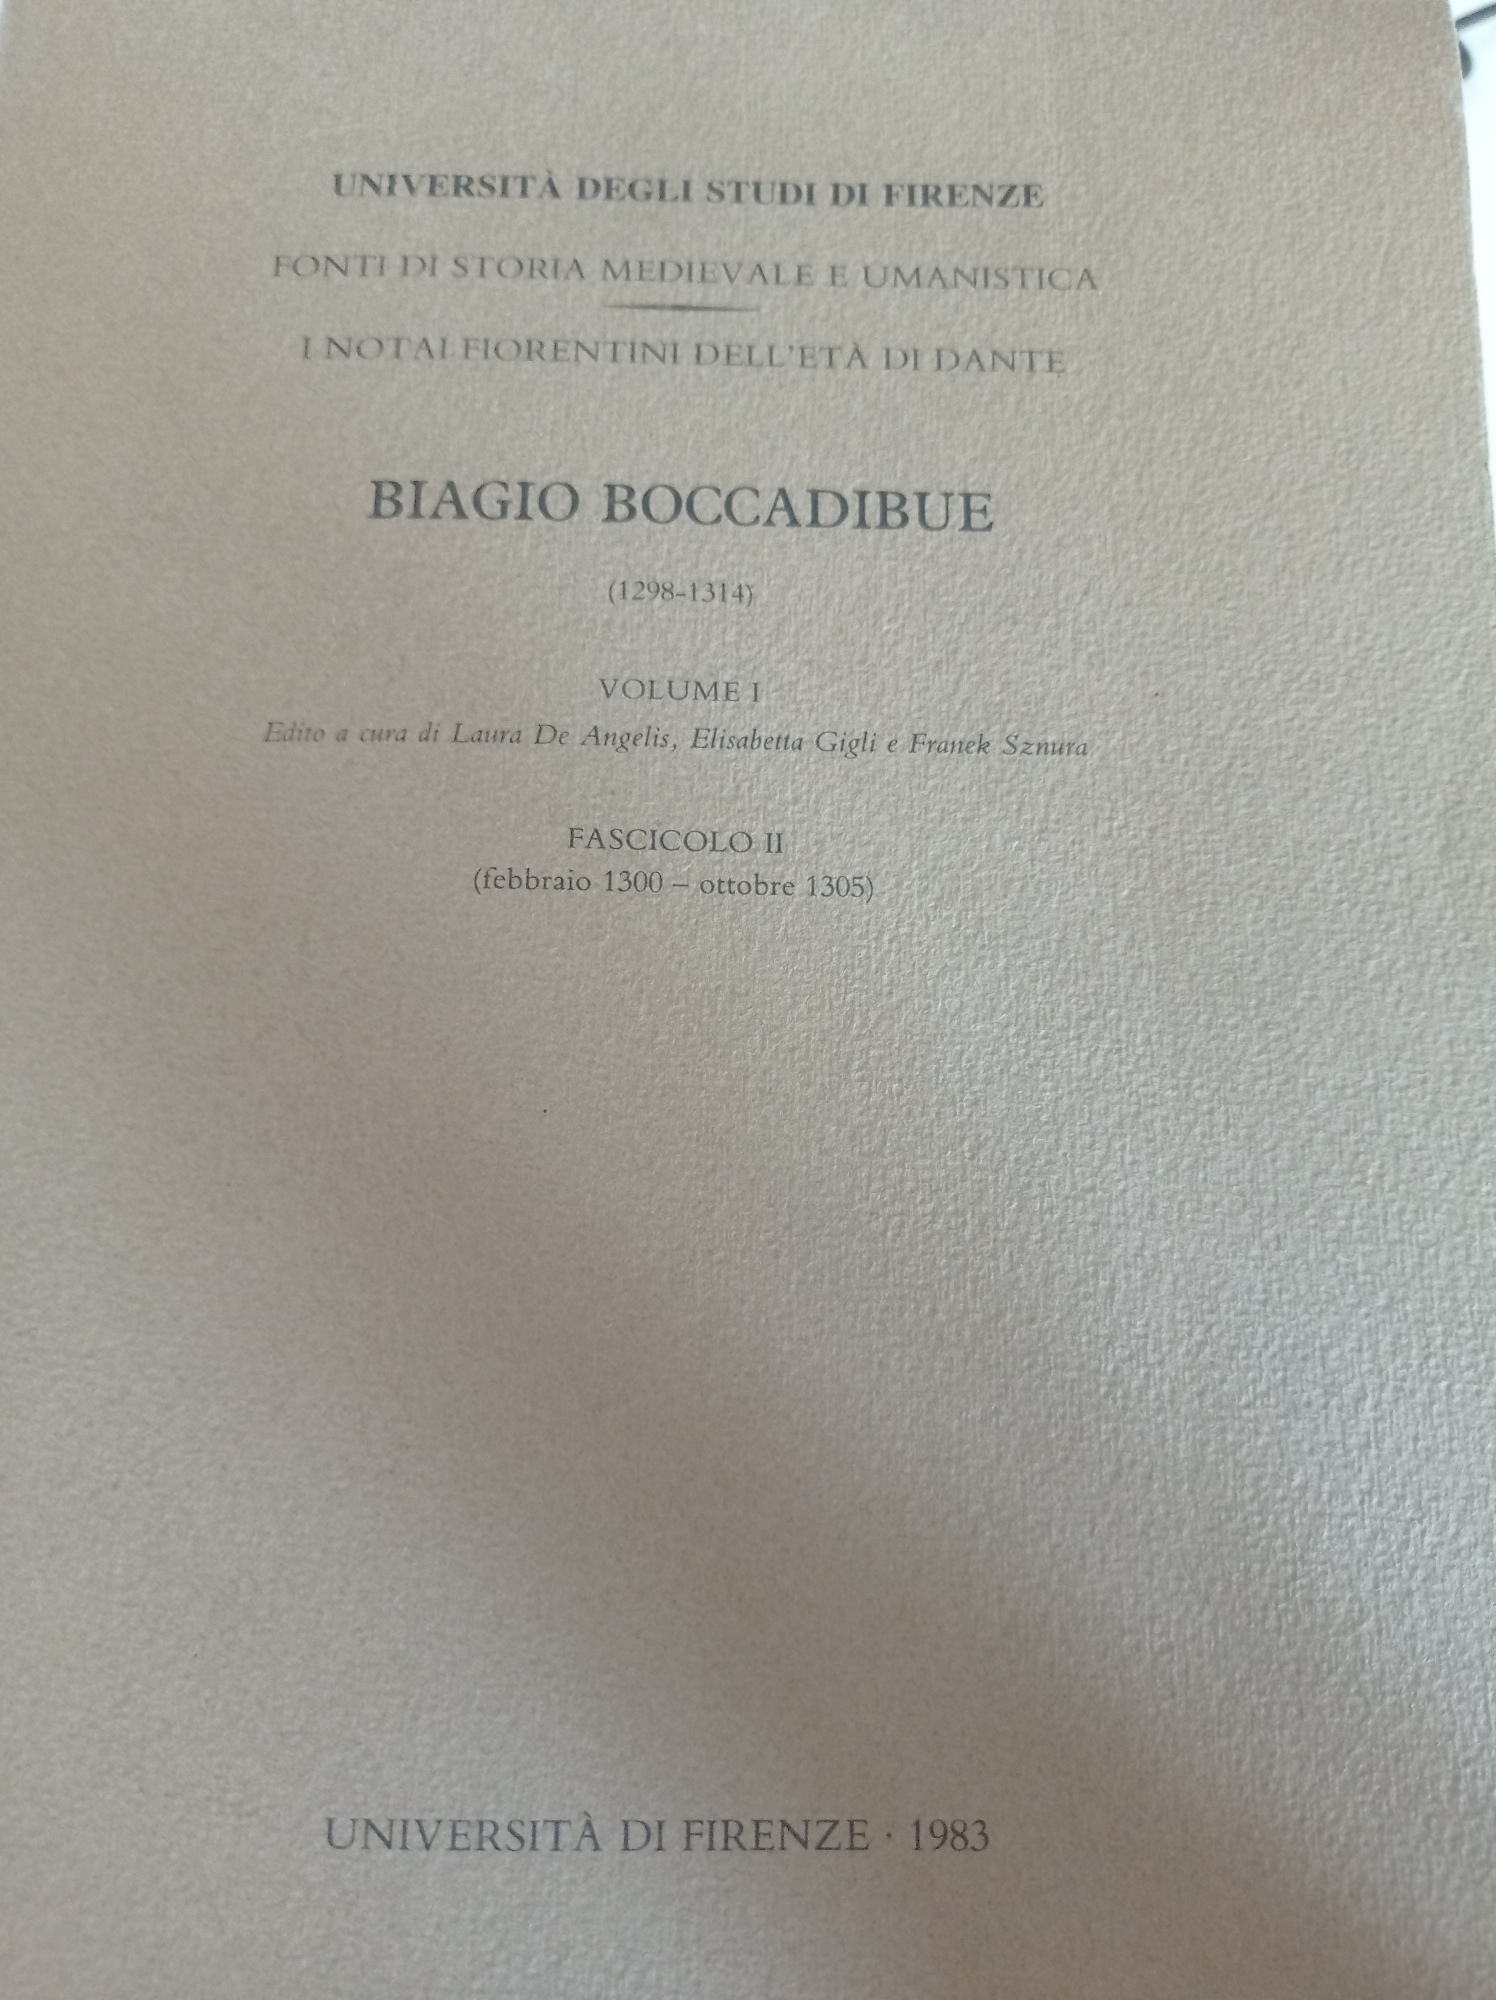 UNIVERSITÀ DEGLI STUDI DI FIRENZE
FONTI DI STORIA MEDIEVALE E UMANISTICA
I NOTAI FIORENTINI DELL'ETÀ DI DANTE
BIAGIO BOCCADIBUE
(1298-1314)
VOLUME I
Edito a cura di Laura De Angelis, Elisabetta Gigli e Franek Sznura
FASCICOLO II
(febbraio 1300 – ottobre 1305)
UNIVERSITÀ DI FIRENZE · 1983